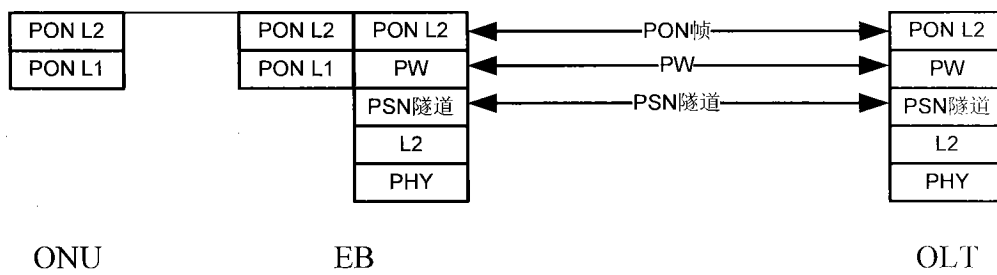 PON L2 PON L2 PON L2 PON帧 PON L2
PON L1 PON L1 PW PW PW
PSN隧道 PSN隧道 PSN隧道
L2 L2
PHY PHY
ONU EB OLT